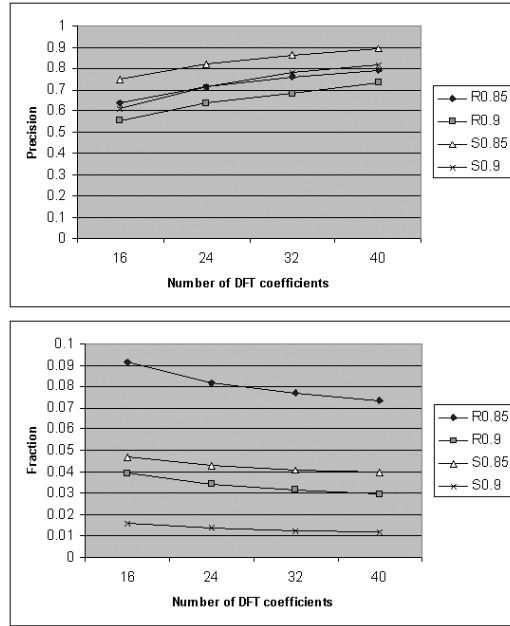 1
0.9
0.8
0.7
0.6
0.5
0.4
0.3
0.2
0.1
0
Precision
16 24 32 40
Number of DFT coefficients
R0.85
R0.9
S0.85
S0.9
0.1
0.09
0.08
0.07
0.06
0.05
0.04
0.03
0.02
0.01
0
Fraction
16 24 32 40
Number of DFT coefficients
R0.85
R0.9
S0.85
S0.9